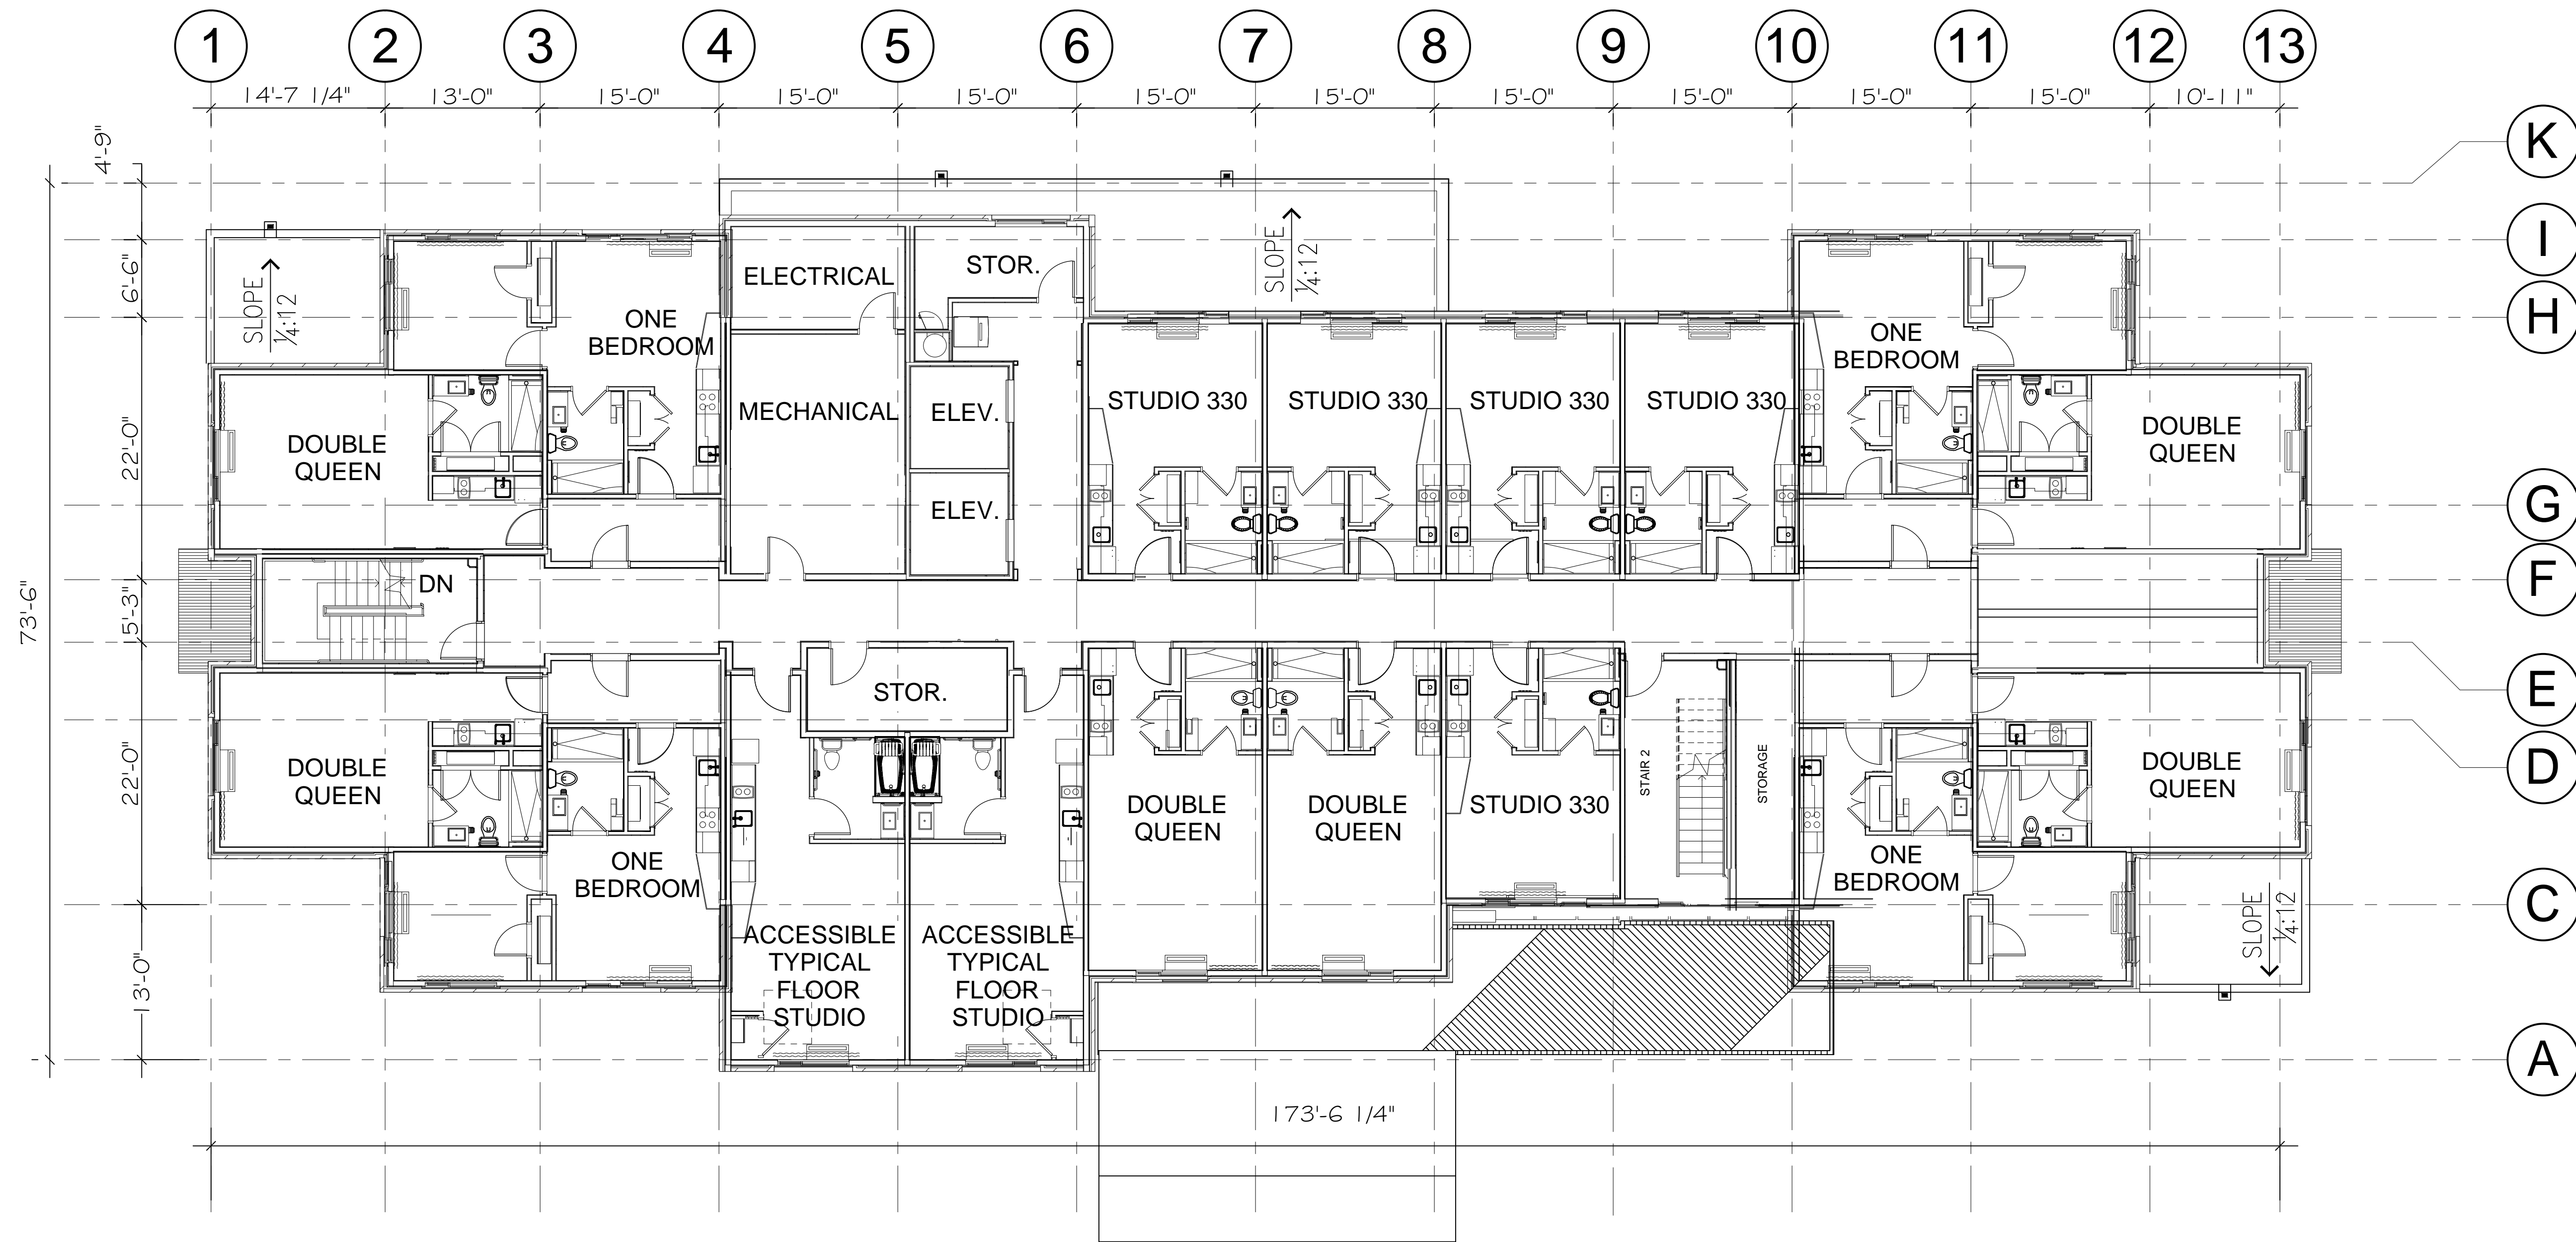 1 2 3 4 5 6 7 8 9 10 11 12 13
14'-7 1/4" 13'-0" 15'-0" 15'-0" 15'-0" 15'-0" 15'-0" 15'-0" 15'-0" 15'-0" 15'-0" 10'-11"
K
I
H
G
F
E
D
C
A
4'-9"
6'-6"
22'-0"
5'-3"
22'-0"
13'-0"
73'-6"
SLOPE
¼:12
SLOPE
¼:12
ELECTRICAL
STOR.
ONE
BEDROOM
ONE
BEDROOM
MECHANICAL
ELEV.
STUDIO 330
STUDIO 330
STUDIO 330
STUDIO 330
DOUBLE
QUEEN
DOUBLE
QUEEN
ELEV.
DN
STOR.
DOUBLE
QUEEN
STAIR 2
STORAGE
DOUBLE
QUEEN
DOUBLE
QUEEN
DOUBLE
QUEEN
STUDIO 330
ONE
BEDROOM
ONE
BEDROOM
ACCESSIBLE
TYPICAL
FLOOR
STUDIO
ACCESSIBLE
TYPICAL
FLOOR
STUDIO
SLOPE
¼:12
173'-6 1/4"